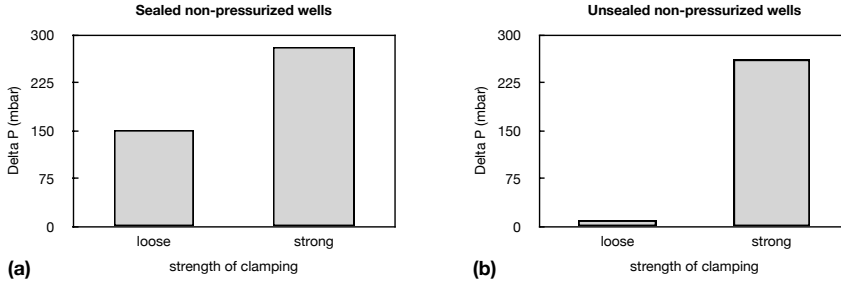 Sealed non-pressurized wells
300
225
150
75
0
Delta P (mbar)
loose
strong
strength of clamping
(a)
Unsealed non-pressurized wells
300
225
150
75
0
Delta P (mbar)
loose
strong
strength of clamping
(b)